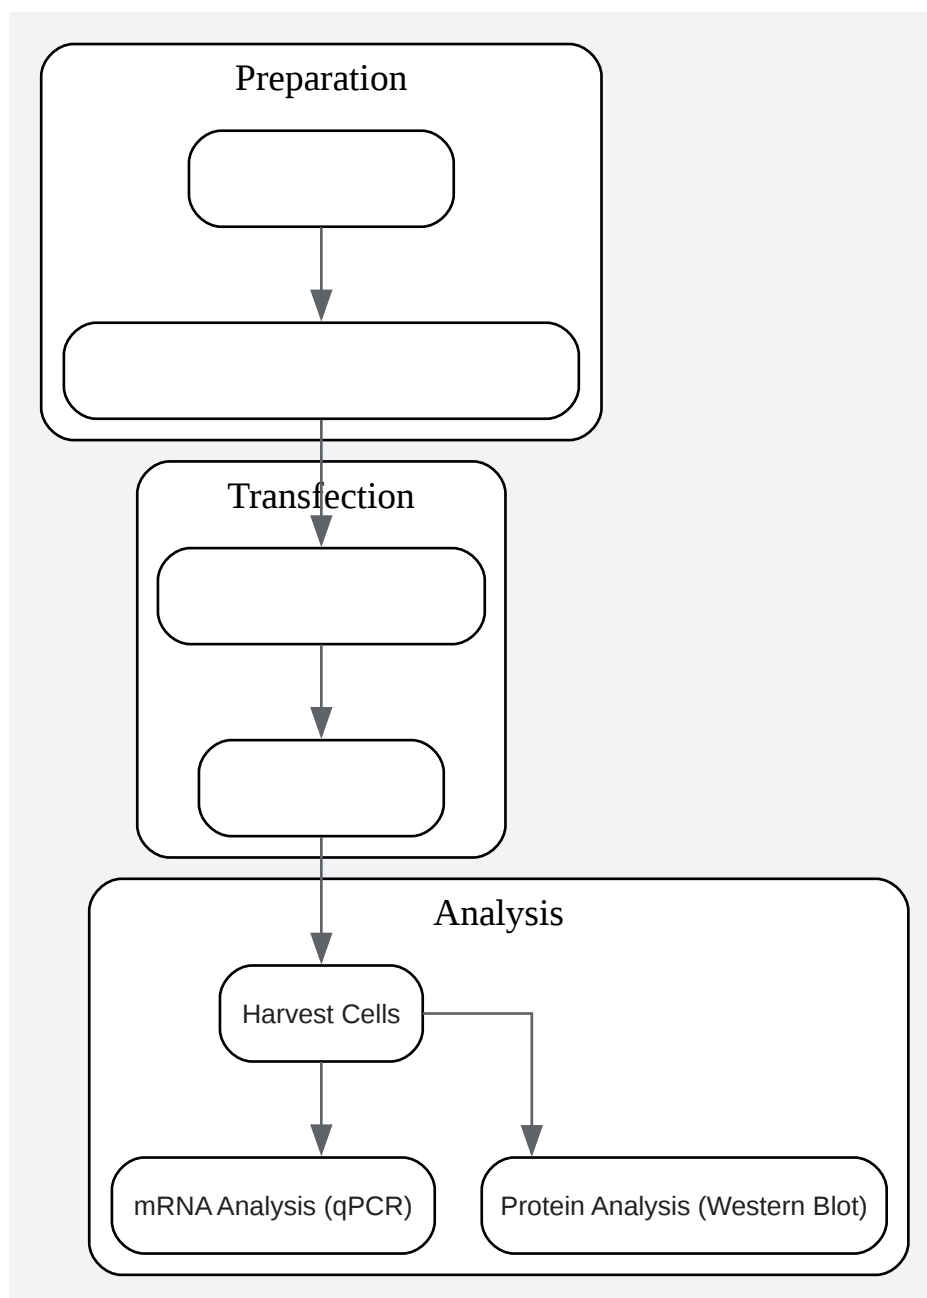 Preparation
Transfection
Analysis
Harvest Cells
mRNA Analysis (qPCR)
Protein Analysis (Western Blot)